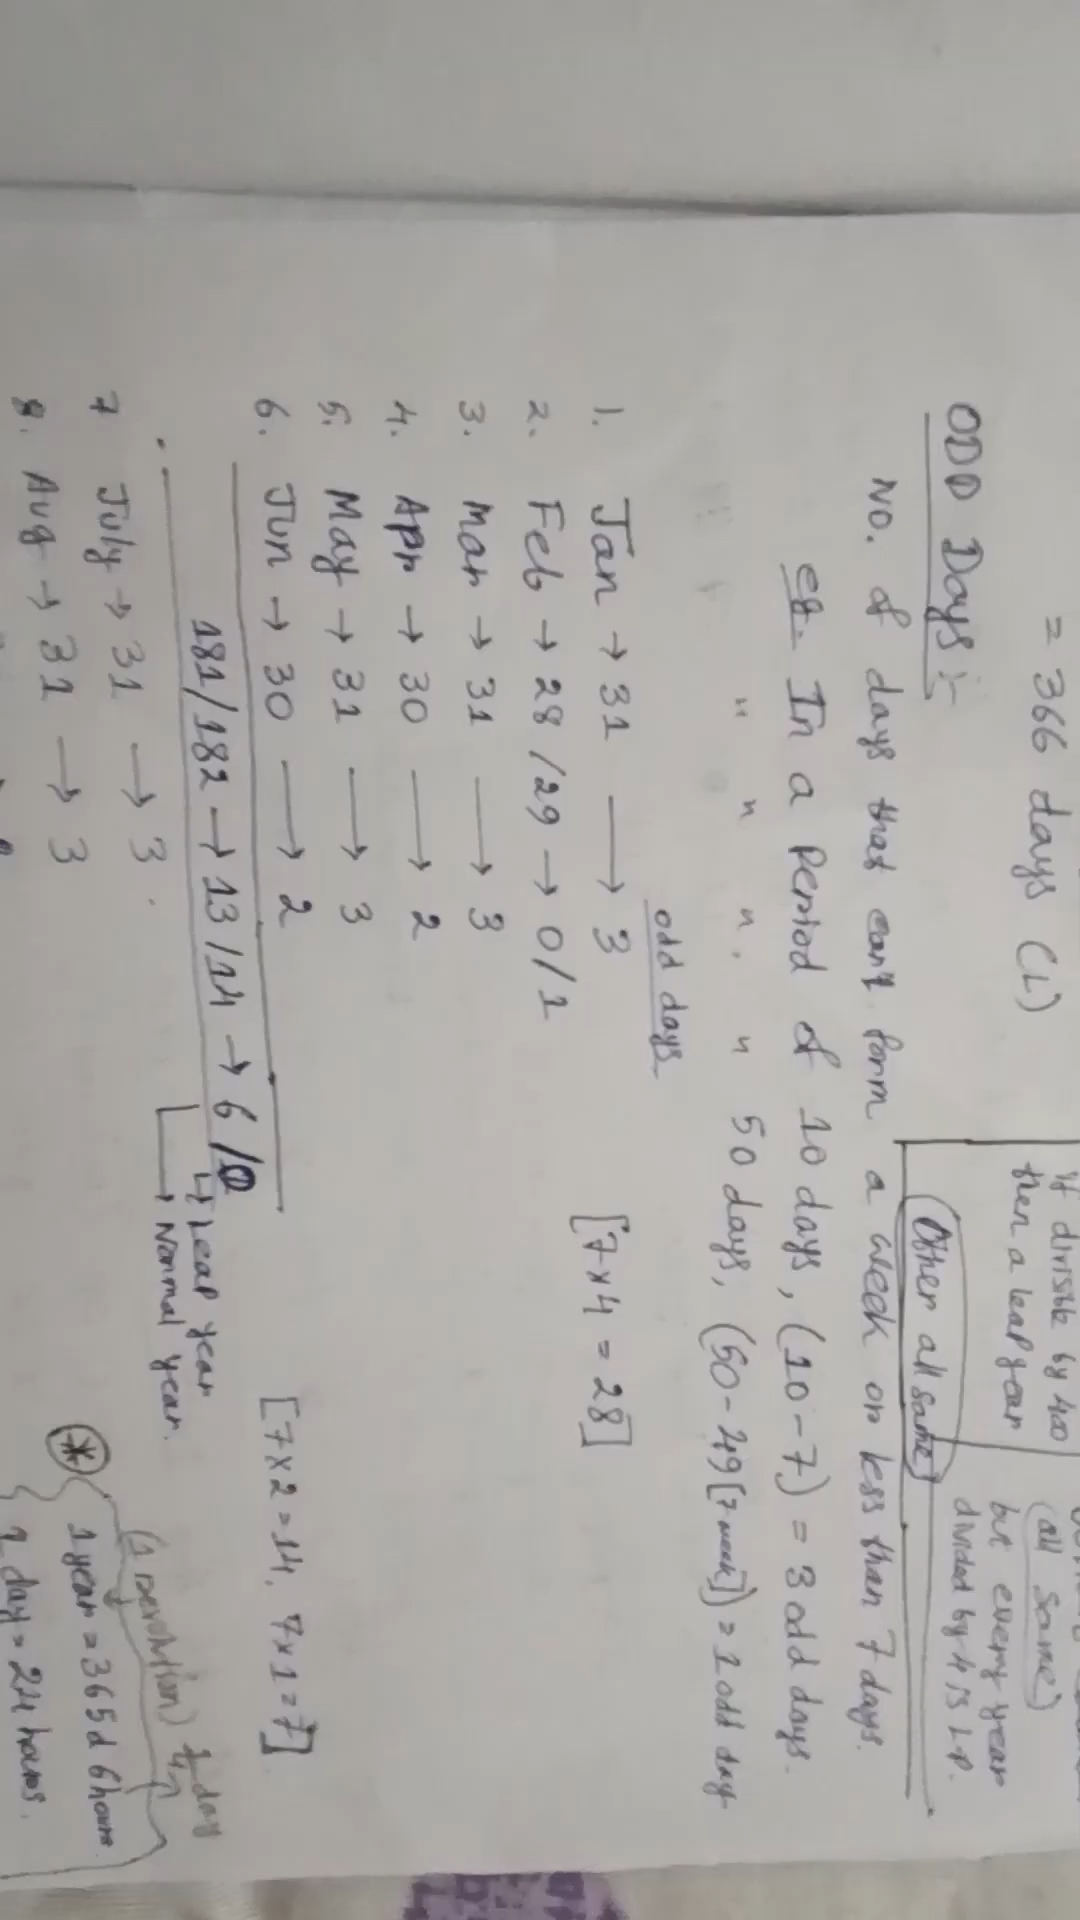 = 366 days (L)
if divisible by 400
then a leap year
(all same)
but every year
divided by 4 is L.P.
Other all same
ODD Days :-
No. of days that can't form a week or less than 7 days.
eg. In a Period of 10 days, (10-7) = 3 odd days.
" " " " 50 days, (50-49[7 week]) = 1 odd day
odd days
1. Jan → 31 → 3
[7x4 = 28]
2. Feb → 28/29 → 0/1
3. Mar → 31 → 3
4. Apr → 30 → 2
5. May → 31 → 3
6. Jun → 30 → 2
[7x2=14, 7x1=7]
181/182 → 13/14 → 6/0
↳ Leap year
→ Normal year.
7 July → 31 → 3.
8. Aug → 31 → 3
(1 revolution) 1/4 day
* 1 year = 365d 6 hours
1 day = 24 hours.